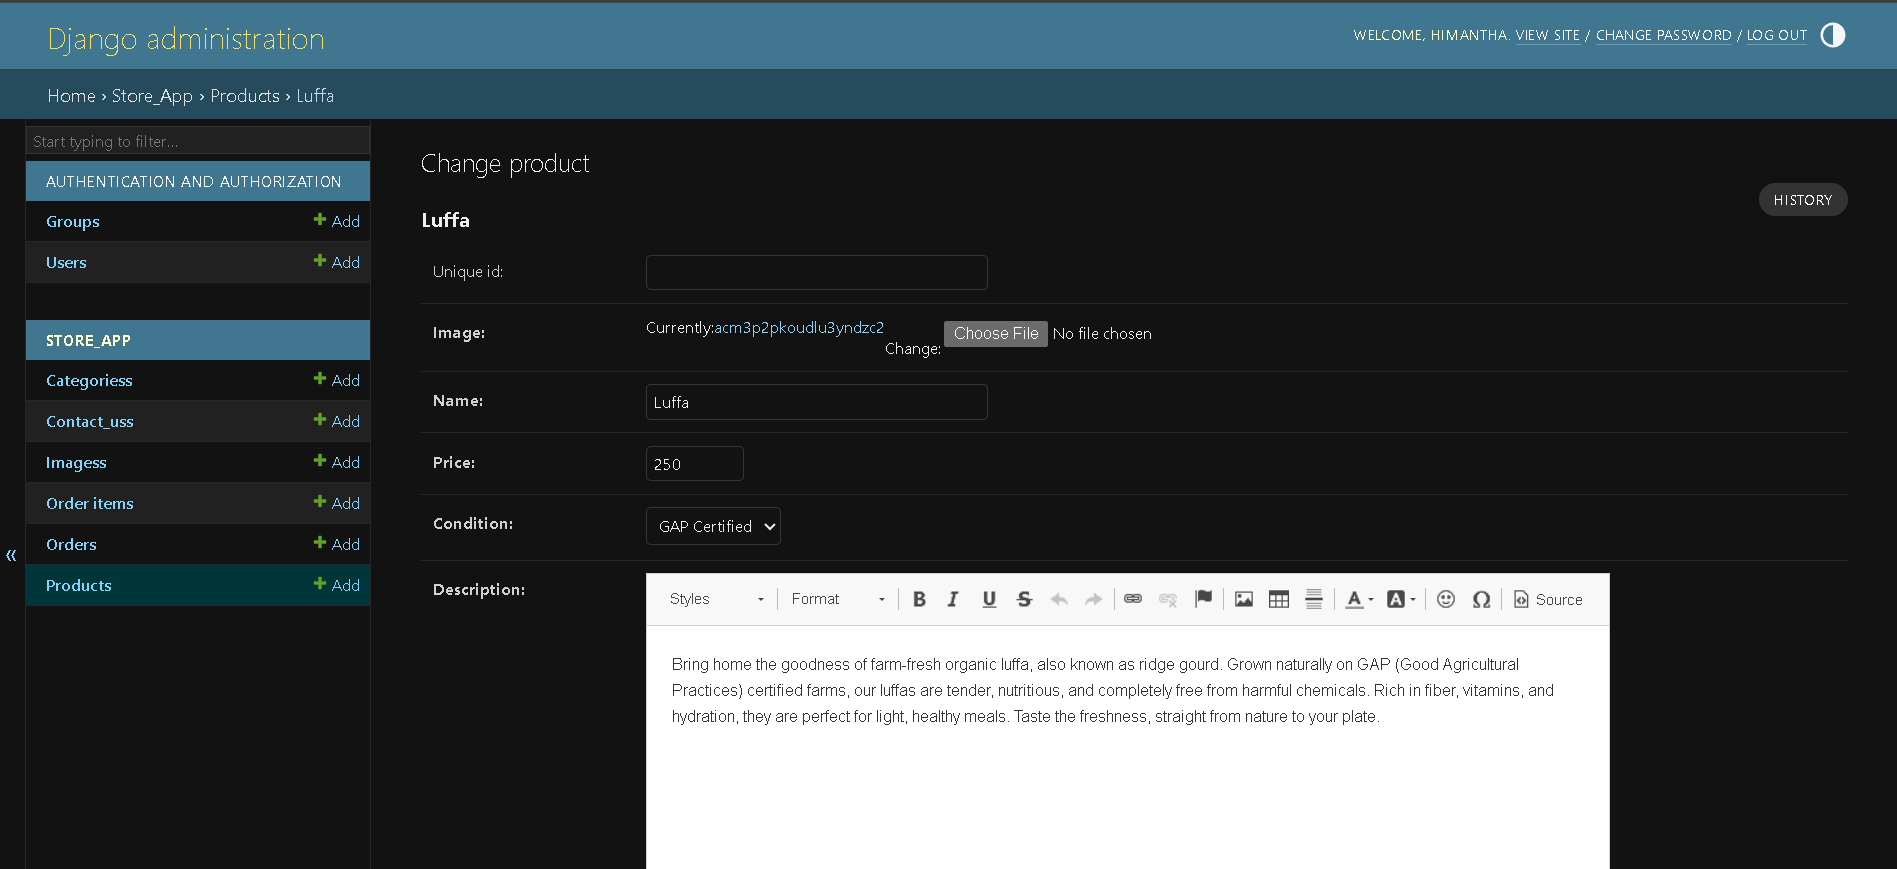 Django administration
WELCOME, HIMANTHA. VIEW SITE / CHANGE PASSWORD / LOG OUT
Home › Store_App › Products › Luffa
Start typing to filter...
AUTHENTICATION AND AUTHORIZATION
Groups Add
Users Add
STORE_APP
Categoriess Add
Contact_uss Add
Imagess Add
Order items Add
Orders Add
Products Add
«
Change product
HISTORY
Luffa
Unique id:
Image: Currently:acm3p2pkoudlu3yndzc2
Change: Choose File No file chosen
Name: Luffa
Price: 250
Condition: GAP Certified
Description:
Styles Format B I U S A A Ω Source
Bring home the goodness of farm-fresh organic luffa, also known as ridge gourd. Grown naturally on GAP (Good Agricultural
Practices) certified farms, our luffas are tender, nutritious, and completely free from harmful chemicals. Rich in fiber, vitamins, and
hydration, they are perfect for light, healthy meals. Taste the freshness, straight from nature to your plate.